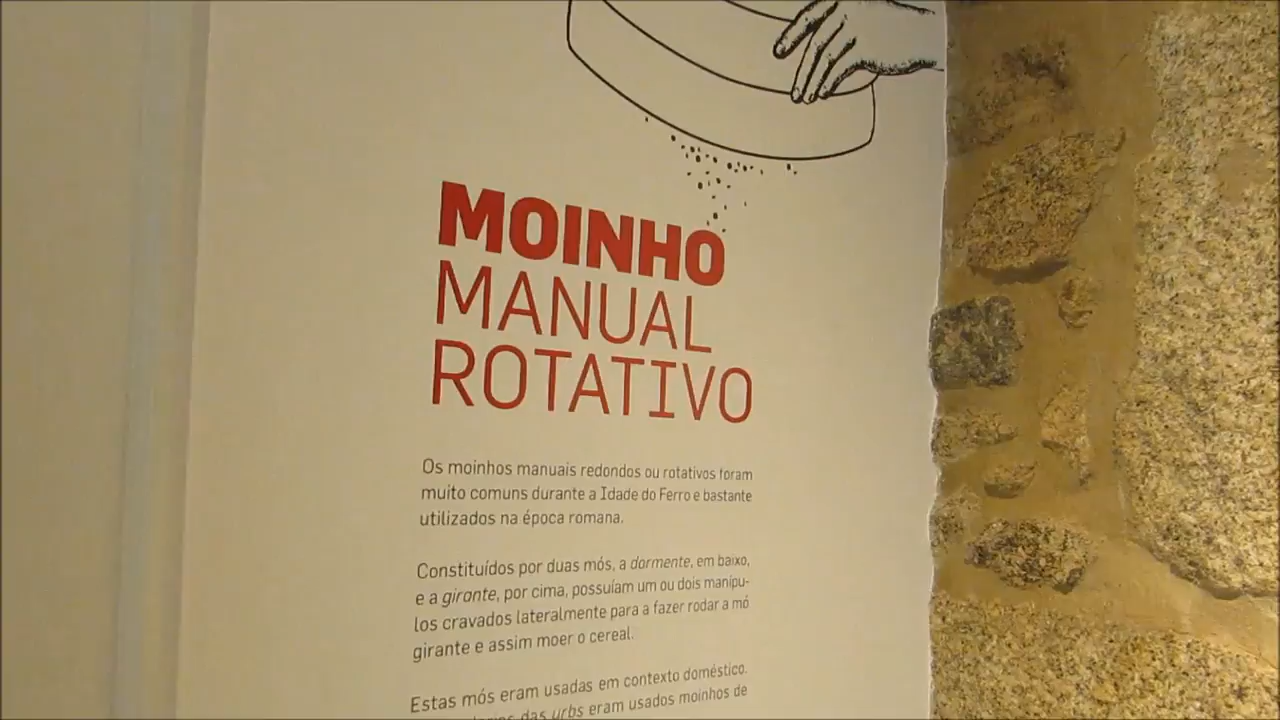 MOINHO
MANUAL
ROTATIVO
Os moinhos manuais redondos ou rotativos foram
muito comuns durante a Idade do Ferro e bastante
utilizados na época romana.
Constituídos por duas mós, a dormente, em baixo,
e a girante, por cima, possuíam um ou dois manípu-
los cravados lateralmente para a fazer rodar a mó
girante e assim moer o cereal.
Estas mós eram usadas em contexto doméstico.
das urbs eram usados moinhos de